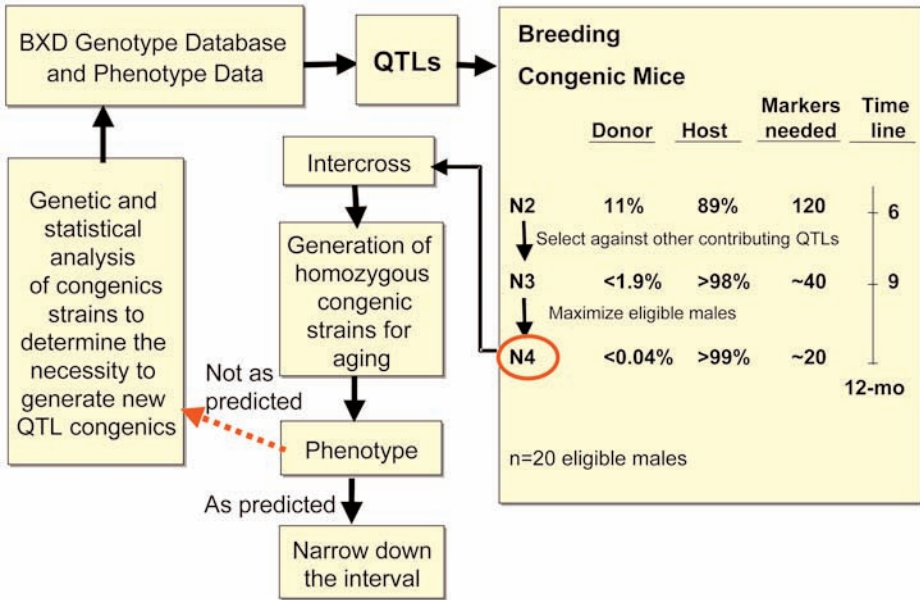 BXD Genotype Database
and Phenotype Data
QTLs
Breeding
Congenic Mice
Donor
Host
Markers
needed
Time
line
N2 11% 89% 120 6
Select against other contributing QTLs
N3 <1.9% >98% ~40 9
Maximize eligible males
N4 <0.04% >99% ~20
12-mo
n=20 eligible males
Intercross
Generation of
homozygous
congenic
strains for
aging
Phenotype
Not as
predicted
Genetic and
statistical
analysis
of congenics
strains to
determine the
necessity to
generate new
QTL congenics
As predicted
Narrow down
the interval